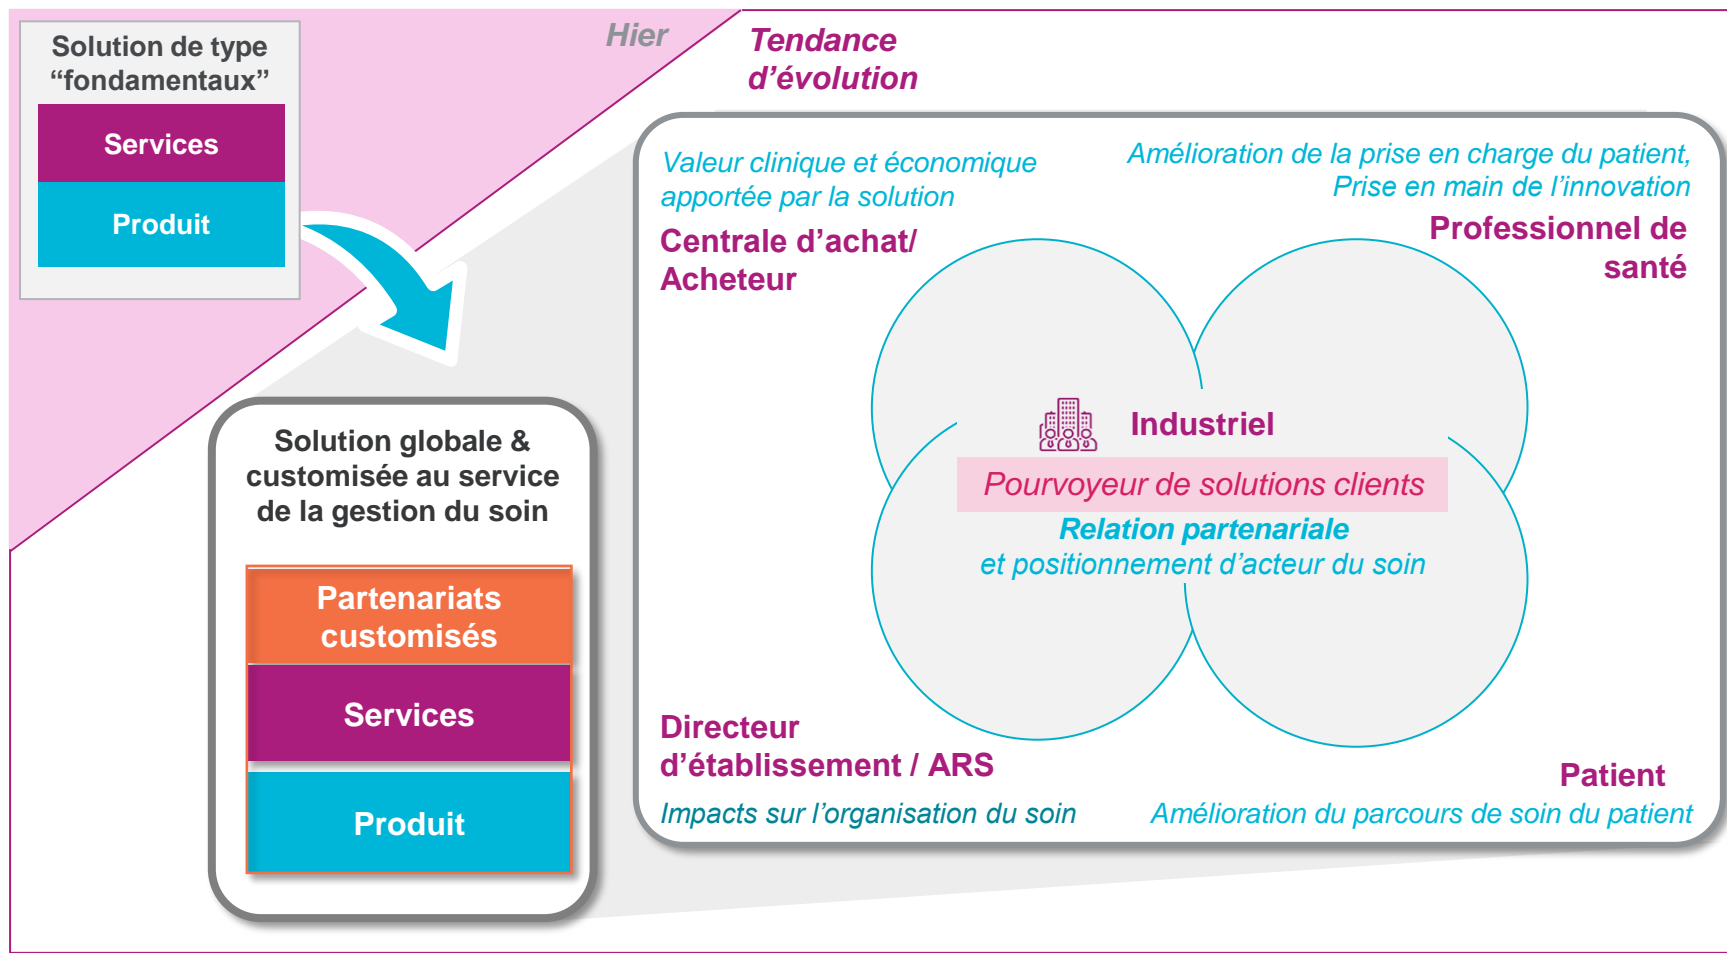 Solution de type
“fondamentaux”
Services
Produit
Hier
Tendance
d’évolution
Solution globale &
customisée au service
de la gestion du soin
Partenariats
customisés
Services
Produit
Valeur clinique et économique
apportée par la solution
Centrale d’achat/
Acheteur
Amélioration de la prise en charge du patient,
Prise en main de l’innovation
Professionnel de
santé
Industriel
Pourvoyeur de solutions clients
Relation partenariale
et positionnement d’acteur du soin
Directeur
d’établissement / ARS
Impacts sur l’organisation du soin
Patient
Amélioration du parcours de soin du patient